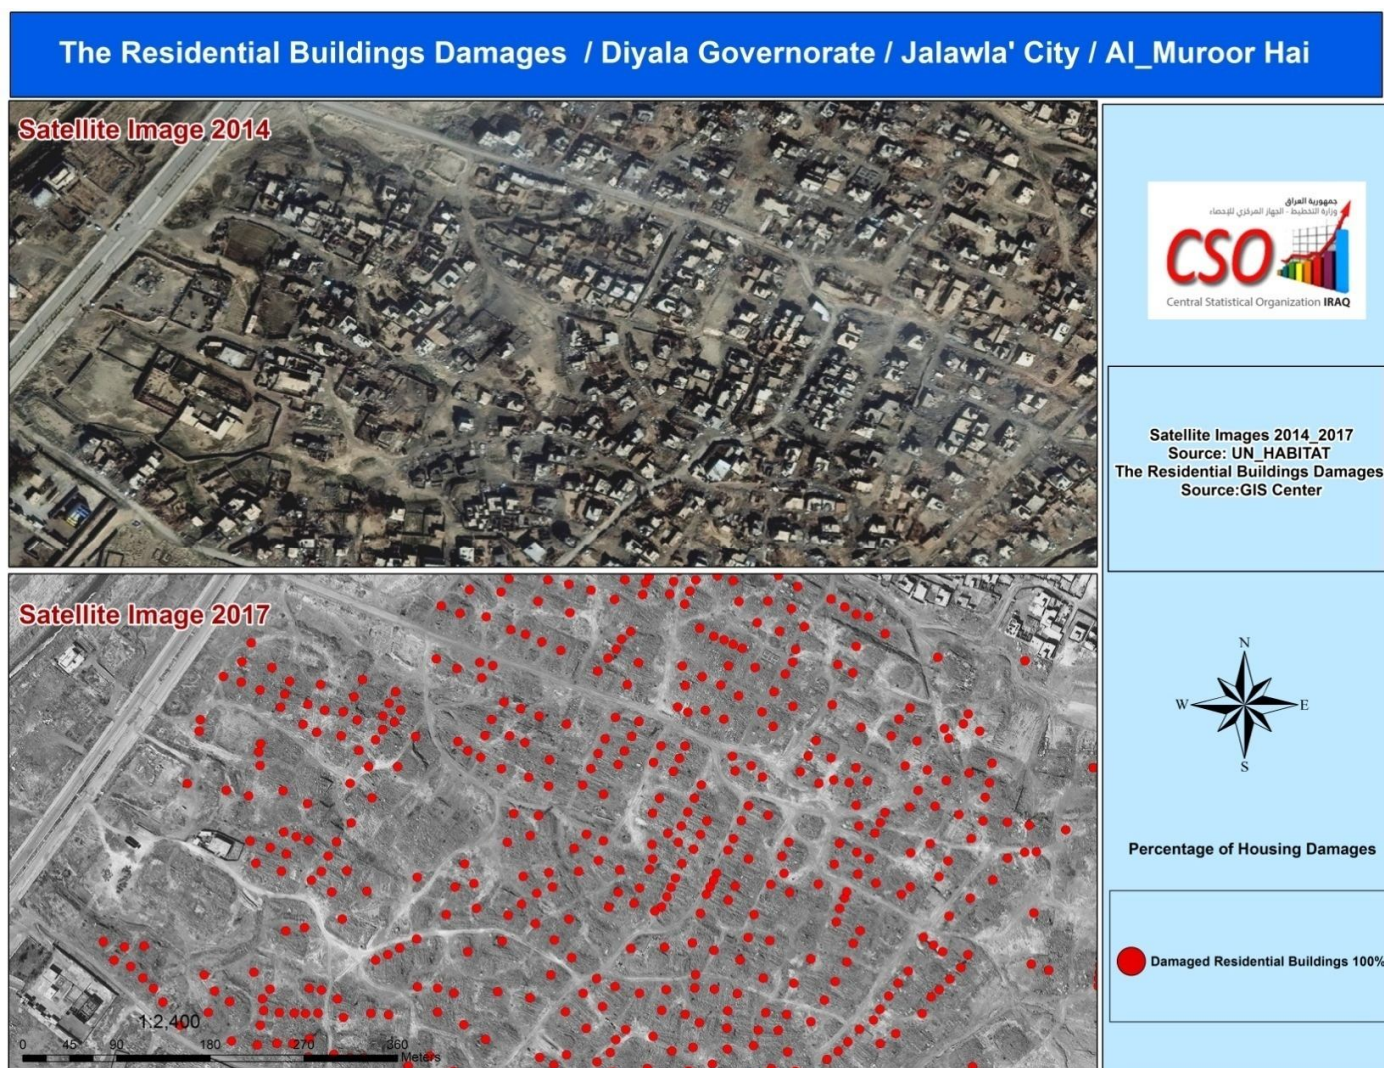 The Residential Buildings Damages / Diyala Governorate / Jalawla' City / Al_Muroor Hai
Satellite Image 2014
جمهورية العراق
وزارة التخطيط - الجهاز المركزي للإحصاء
CSO
Central Statistical Organization IRAQ
Satellite Images 2014_2017
Source: UN_HABITAT
The Residential Buildings Damages
Source:GIS Center
Satellite Image 2017
N
W E
S
Percentage of Housing Damages
Damaged Residential Buildings 100%
1:2,400
0 45 90 180 270 360
Meters